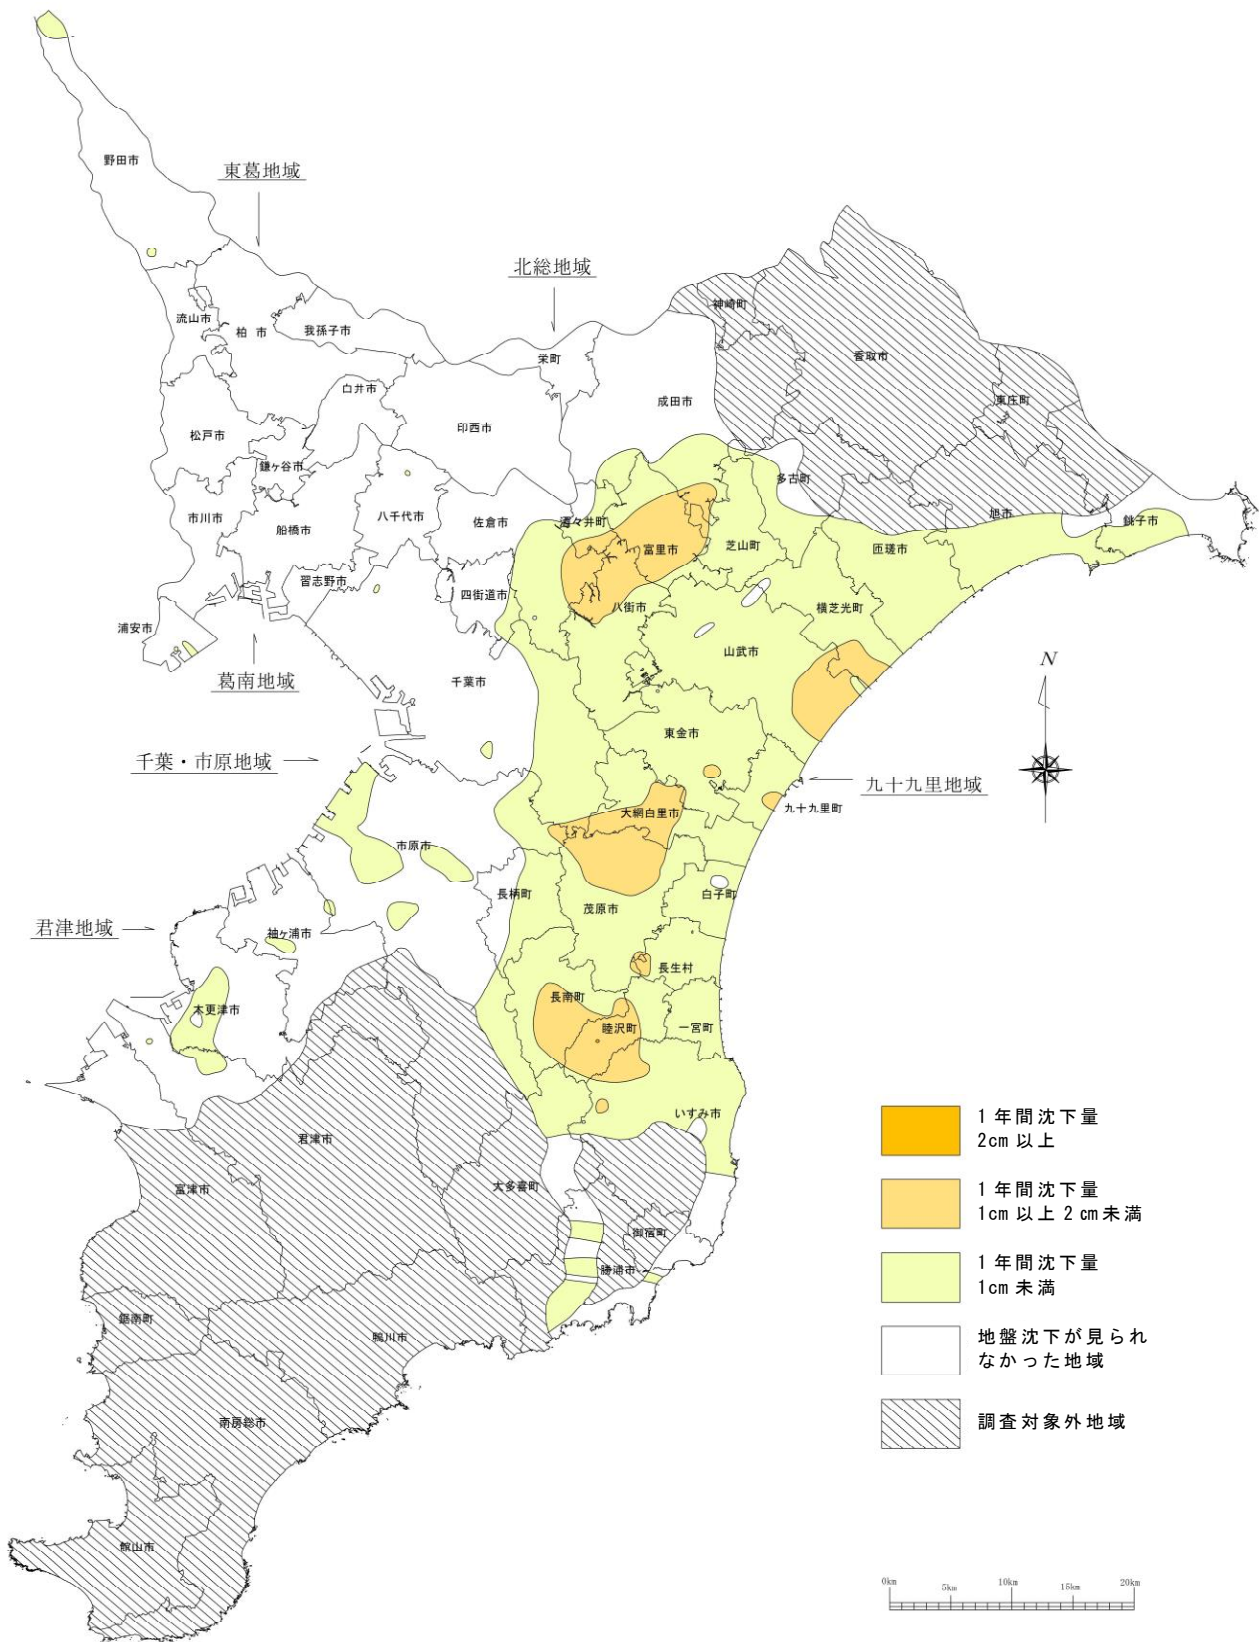 野田市
東葛地域
北総地域
神崎町
流山市
柏 市
我孫子市
栄町
香取市
白井市
成田市
東庄町
印西市
松戸市
鎌ヶ谷市
多古町
市川市
船橋市
八千代市
佐倉市
酒々井町
旭市
銚子市
富里市
芝山町
匝瑳市
習志野市
四街道市
八街市
横芝光町
浦安市
山武市
葛南地域
千葉市
N
東金市
千葉・市原地域
九十九里地域
大網白里市
九十九里町
市原市
長柄町
白子町
茂原市
君津地域
袖ヶ浦市
長生村
長南町
木更津市
睦沢町
一宮町
いすみ市
君津市
富津市
大多喜町
御宿町
勝浦市
鋸南町
鴨川市
南房総市
館山市
1年間沈下量
2cm以上
1年間沈下量
1cm以上2cm未満
1年間沈下量
1cm未満
地盤沈下が見られ
なかった地域
調査対象外地域
0km 5km 10km 15km 20km